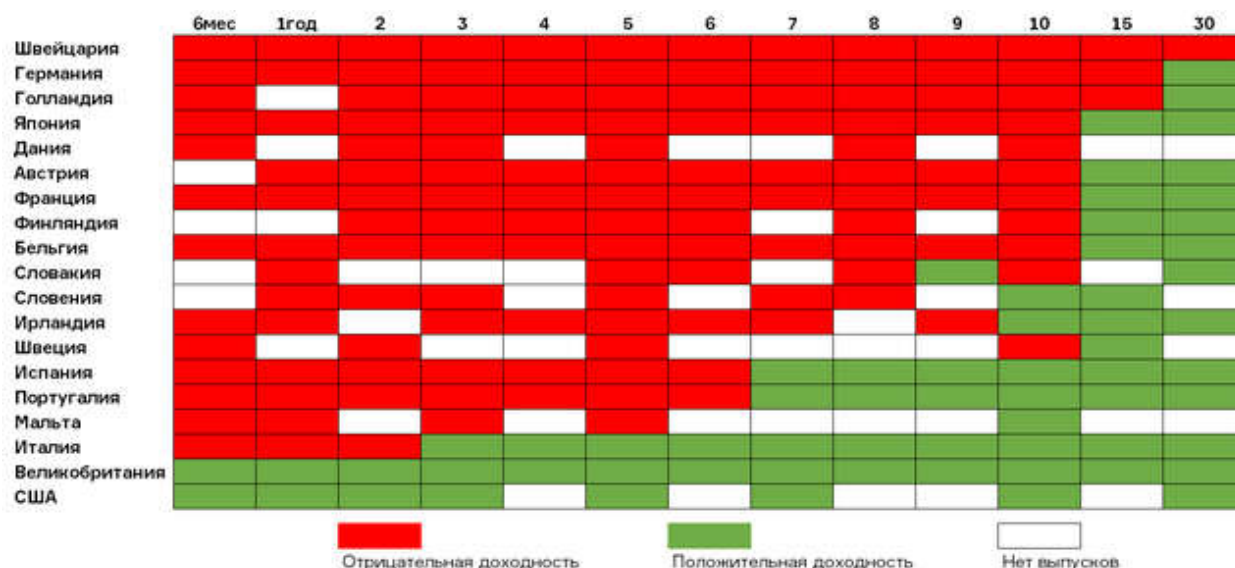 6мес 1год 2 3 4 5 6 7 8 9 10 15 30
Швейцария
Германия
Голландия
Япония
Дания
Австрия
Франция
Финляндия
Бельгия
Словакия
Словения
Ирландия
Швеция
Испания
Португалия
Мальта
Италия
Великобритания
США
Отрицательная доходность Положительная доходность Нет выпусков